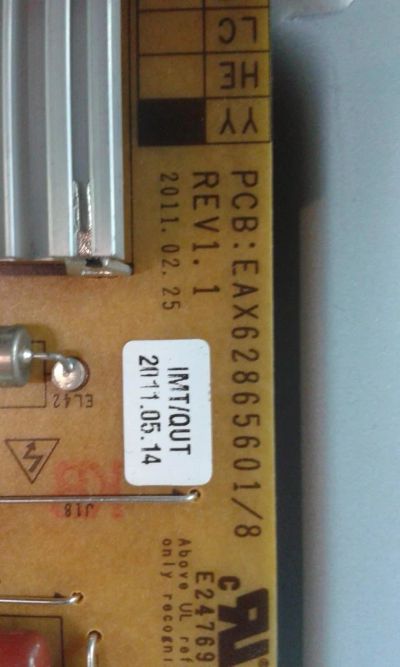 LC
HE
YY
PCB:EAX62865601/8
REV1.1
2011.02.25
IMT/QUT
2011.05.14
EL42
J18
E24769
Above UL ref
only recogni